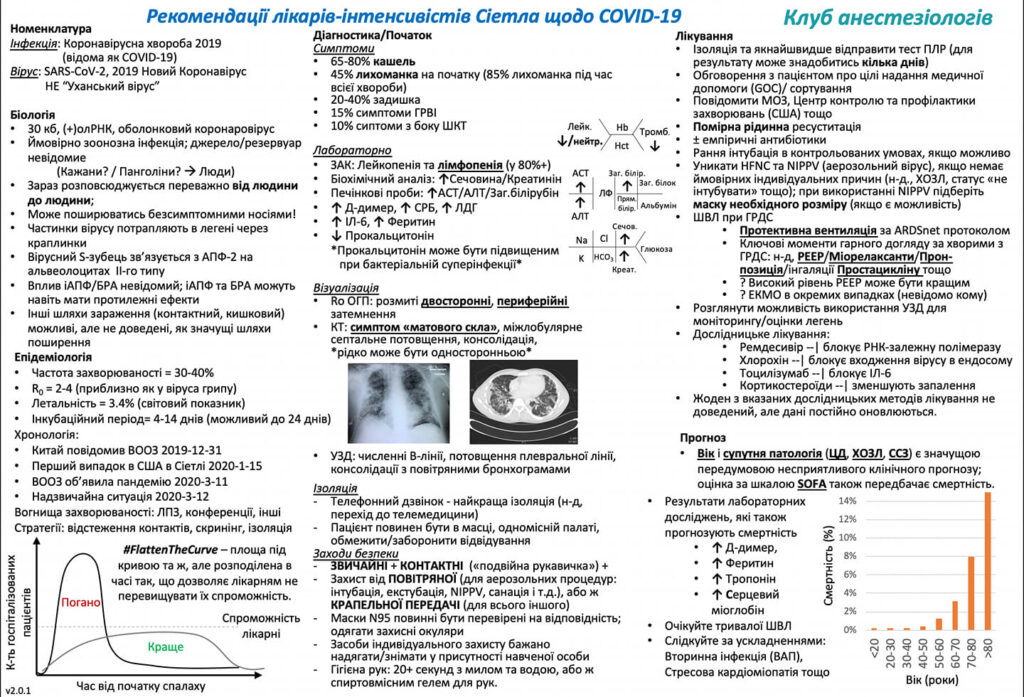 Рекомендації лікарів-інтенсивістів Сіетла щодо COVID-19
Клуб анестезіологів
Номенклатура
Інфекція: Коронавірусна хвороба 2019
(відома як COVID-19)
Вірус: SARS-CoV-2, 2019 Новий Коронавірус
НЕ "Уханський вірус"
Біологія
• 30 кб, (+)олРНК, оболонковий коронаровірус
• Ймовірно зоонозна інфекція; джерело/резервуар
невідомие
(Кажани? / Панголіни? → Люди)
• Зараз розповсюджується переважно від людини
до людини;
• Може поширюватись безсимптомними носіями!
• Частинки вірусу потрапляють в легені через
краплинки
• Вірусний S-зубець зв'язується з АПФ-2 на
альвеолоцитах II-го типу
• Вплив іАПФ/БРА невідомий; іАПФ та БРА можуть
навіть мати протилежні ефекти
• Інші шляхи зараження (контактний, кишковий)
можливі, але не доведені, як значущі шляхи
поширення
Епідеміологія
• Частота захворюваності = 30-40%
• R0 = 2-4 (приблизно як у віруса грипу)
• Летальність = 3.4% (світовий показник)
• Інкубаційний період= 4-14 днів (можливий до 24 днів)
Хронологія:
• Китай повідомив ВООЗ 2019-12-31
• Перший випадок в США в Сіетлі 2020-1-15
• ВООЗ об'явила пандемію 2020-3-11
• Надзвичайна ситуація 2020-3-12
Вогнища захворюваності: ЛПЗ, конференції, інші
Стратегії: відстеження контактів, скринінг, ізоляція
#FlattenTheCurve – площа під
кривою та ж, але розподілена в
часі так, що дозволяє лікарням не
перевищувати їх спроможність.
Погано
Спроможність
лікарні
Краще
К-ть госпіталізованих
пацієнтів
Час від початку спалаху
v2.0.1
Діагностика/Початок
Симптоми
• 65-80% кашель
• 45% лихоманка на початку (85% лихоманка під час
всієї хвороби)
• 20-40% задишка
• 15% симптоми ГРВІ
• 10% сиптоми з боку ШКТ
Лабораторно
• ЗАК: Лейкопенія та лімфопенія (у 80%+)
• Біохімічний аналіз: ↑Сечовина/Креатинін
• Печінкові проби: ↑АСТ/АЛТ/Заг.білірубін
• ↑ Д-димер, ↑ СРБ, ↑ ЛДГ
• ↑ ІЛ-6, ↑ Феритин
• ↓ Прокальцитонін
*Прокальцитонін може бути підвищеним
при бактеріальній суперінфекції*
Лейк.
↓/нейтр.
Hb
Hct
Тромб.
↓
АСТ
↑
↑
АЛТ
ЛФ
Заг. білір.
↑
Прям. білір.
Заг. білок
Альбумін
Na
K
Cl
HCO3
Сечов.
↑
↑
Креат.
Глюкоза
Візуалізація
• Ro ОГП: розмиті двосторонні, периферійні
затемнення
• КТ: симптом «матового скла», міжлобулярне
септальне потовщення, консолідація,
*рідко може бути односторонньою*
• УЗД: численні В-лінії, потовщення плевральної лінії,
консолідації з повітряними бронхограмами
Ізоляція
- Телефонний дзвінок - найкраща ізоляція (н-д,
перехід до телемедицини)
- Пацієнт повинен бути в масці, одномісній палаті,
обмежити/заборонити відвідування
Заходи безпеки
- ЗВИЧАЙНІ + КОНТАКТНІ («подвійна рукавичка») +
- Захист від ПОВІТРЯНОЇ (для аерозольних процедур:
інтубація, екстубація, NIPPV, санація і т.д.), або ж
КРАПЕЛЬНОЇ ПЕРЕДАЧІ (для всього іншого)
- Маски N95 повинні бути перевірені на відповідність;
одягати захисні окуляри
- Засоби індивідуального захисту бажано
надягати/знімати у присутності навченої особи
- Гігієна рук: 20+ секунд з милом та водою, або ж
спиртовмісним гелем для рук.
Лікування
• Ізоляція та якнайшвидше відправити тест ПЛР (для
результату може знадобитись кілька днів)
• Обговорення з пацієнтом про цілі надання медичної
допомоги (GOC)/ сортування
• Повідомити МОЗ, Центр контролю та профілактики
захворювань (США) тощо
• Помірна рідинна ресуститація
• ± емпіричні антибіотики
• Рання інтубація в контрольованих умовах, якщо можливо
• Уникати HFNC та NIPPV (аерозольний вірус), якщо немає
ймовірних індивідуальних причин (н-д., ХОЗЛ, статус «не
інтубувати» тощо); при використанні NIPPV підберіть
маску необхідного розміру (якщо є можливість)
• ШВЛ при ГРДС
• Протективна вентиляція за ARDSnet протоколом
• Ключові моменти гарного догляду за хворими з
ГРДС: н-д, PEEP/Міорелаксанти/Прон-
позиція/інгаляції Простацикліну тощо
• ? Високий рівень PEEP може бути кращим
• ? ЕКМО в окремих випадках (невідомо кому)
• Розглянути можливість використання УЗД для
моніторингу/оцінки легень
• Дослідницьке лікування:
• Ремдесивір --| блокує РНК-залежну полімеразу
• Хлорохін --| блокує входження вірусу в ендосому
• Тоцилізумаб --| блокує ІЛ-6
• Кортикостероїди --| зменшують запалення
• Жоден з вказаних дослідницьких методів лікування не
доведений, але дані постійно оновлюються.
Прогноз
• Вік і супутня патологія (ЦД, ХОЗЛ, ССЗ) є значущою
передумовою несприятливого клінічного прогнозу;
оцінка за шкалою SOFA також передбачає смертність.
• Результати лабораторних
досліджень, які також
прогнозують смертність
• ↑ Д-димер,
• ↑ Феритин
• ↑ Тропонін
• ↑ Серцевий
міоглобін
• Очікуйте тривалої ШВЛ
• Слідкуйте за ускладненнями:
Вторинна інфекція (ВАП),
Стресова кардіоміопатія тощо
Смертність (%)
14%
12%
10%
8%
6%
4%
2%
0%
<20
20-30
30-40
40-50
50-60
60-70
70-80
>80
Вік (роки)